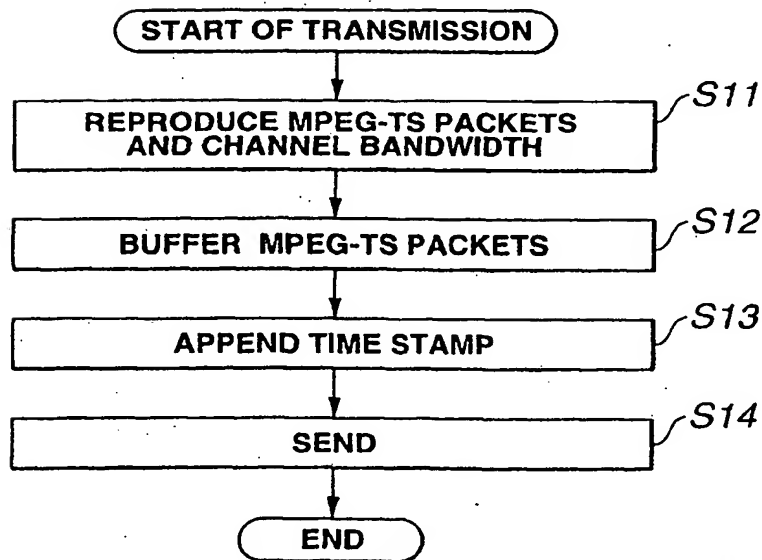 START OF TRANSMISSION
S11
REPRODUCE MPEG-TS PACKETS
AND CHANNEL BANDWIDTH
S12
BUFFER MPEG-TS PACKETS
S13
APPEND TIME STAMP
S14
SEND
END